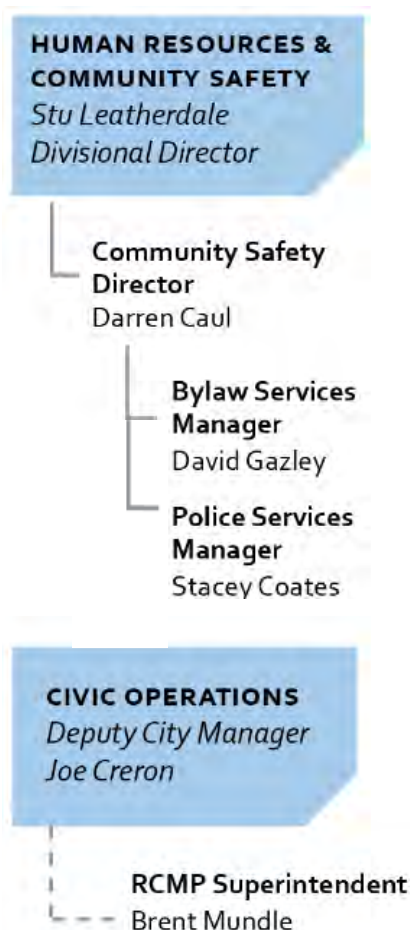 HUMAN RESOURCES &
COMMUNITY SAFETY
Stu Leatherdale
Divisional Director
Community Safety
Director
Darren Caul
Bylaw Services
Manager
David Gazley
Police Services
Manager
Stacey Coates
CIVIC OPERATIONS
Deputy City Manager
Joe Creron
RCMP Superintendent
Brent Mundle